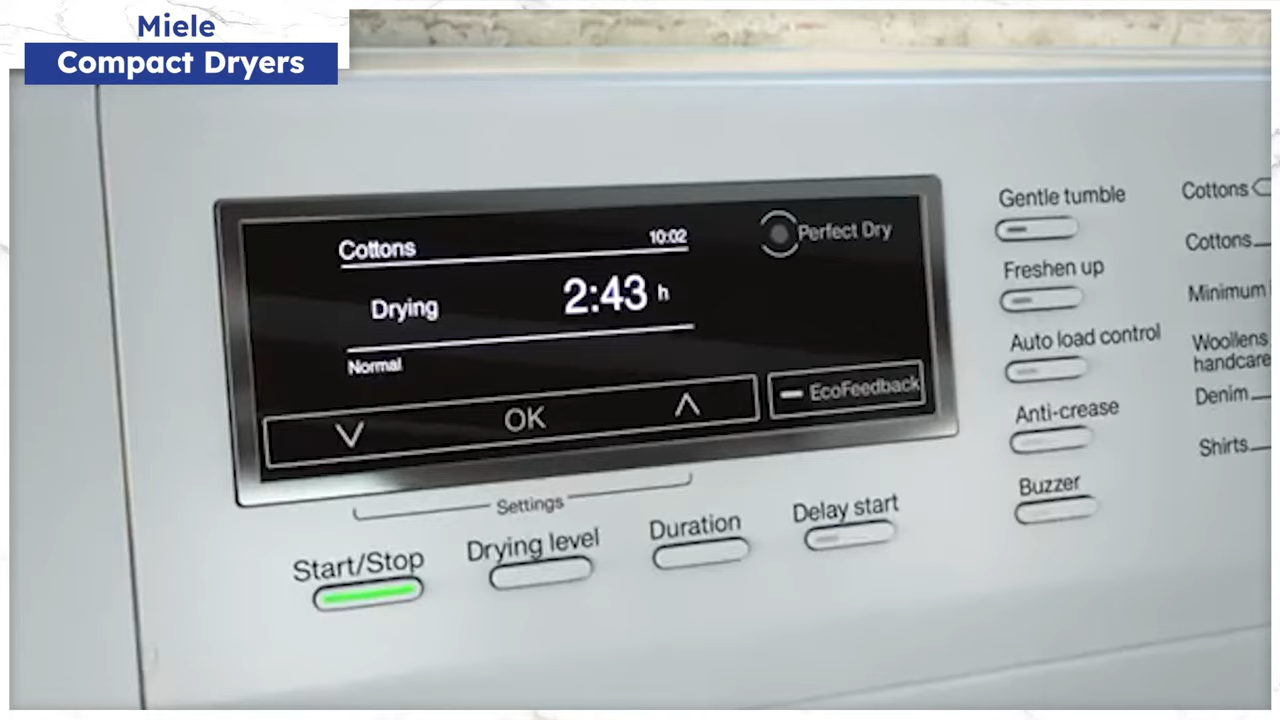 Miele
Compact Dryers
Cottons 10:02
Perfect Dry
Drying 2:43 h
Normal
OK
EcoFeedback
Settings
Start/Stop
Drying level
Duration
Delay start
Gentle tumble
Freshen up
Auto load control
Anti-crease
Buzzer
Cottons
Cottons
Minimum
Woollens
handcare
Denim
Shirts